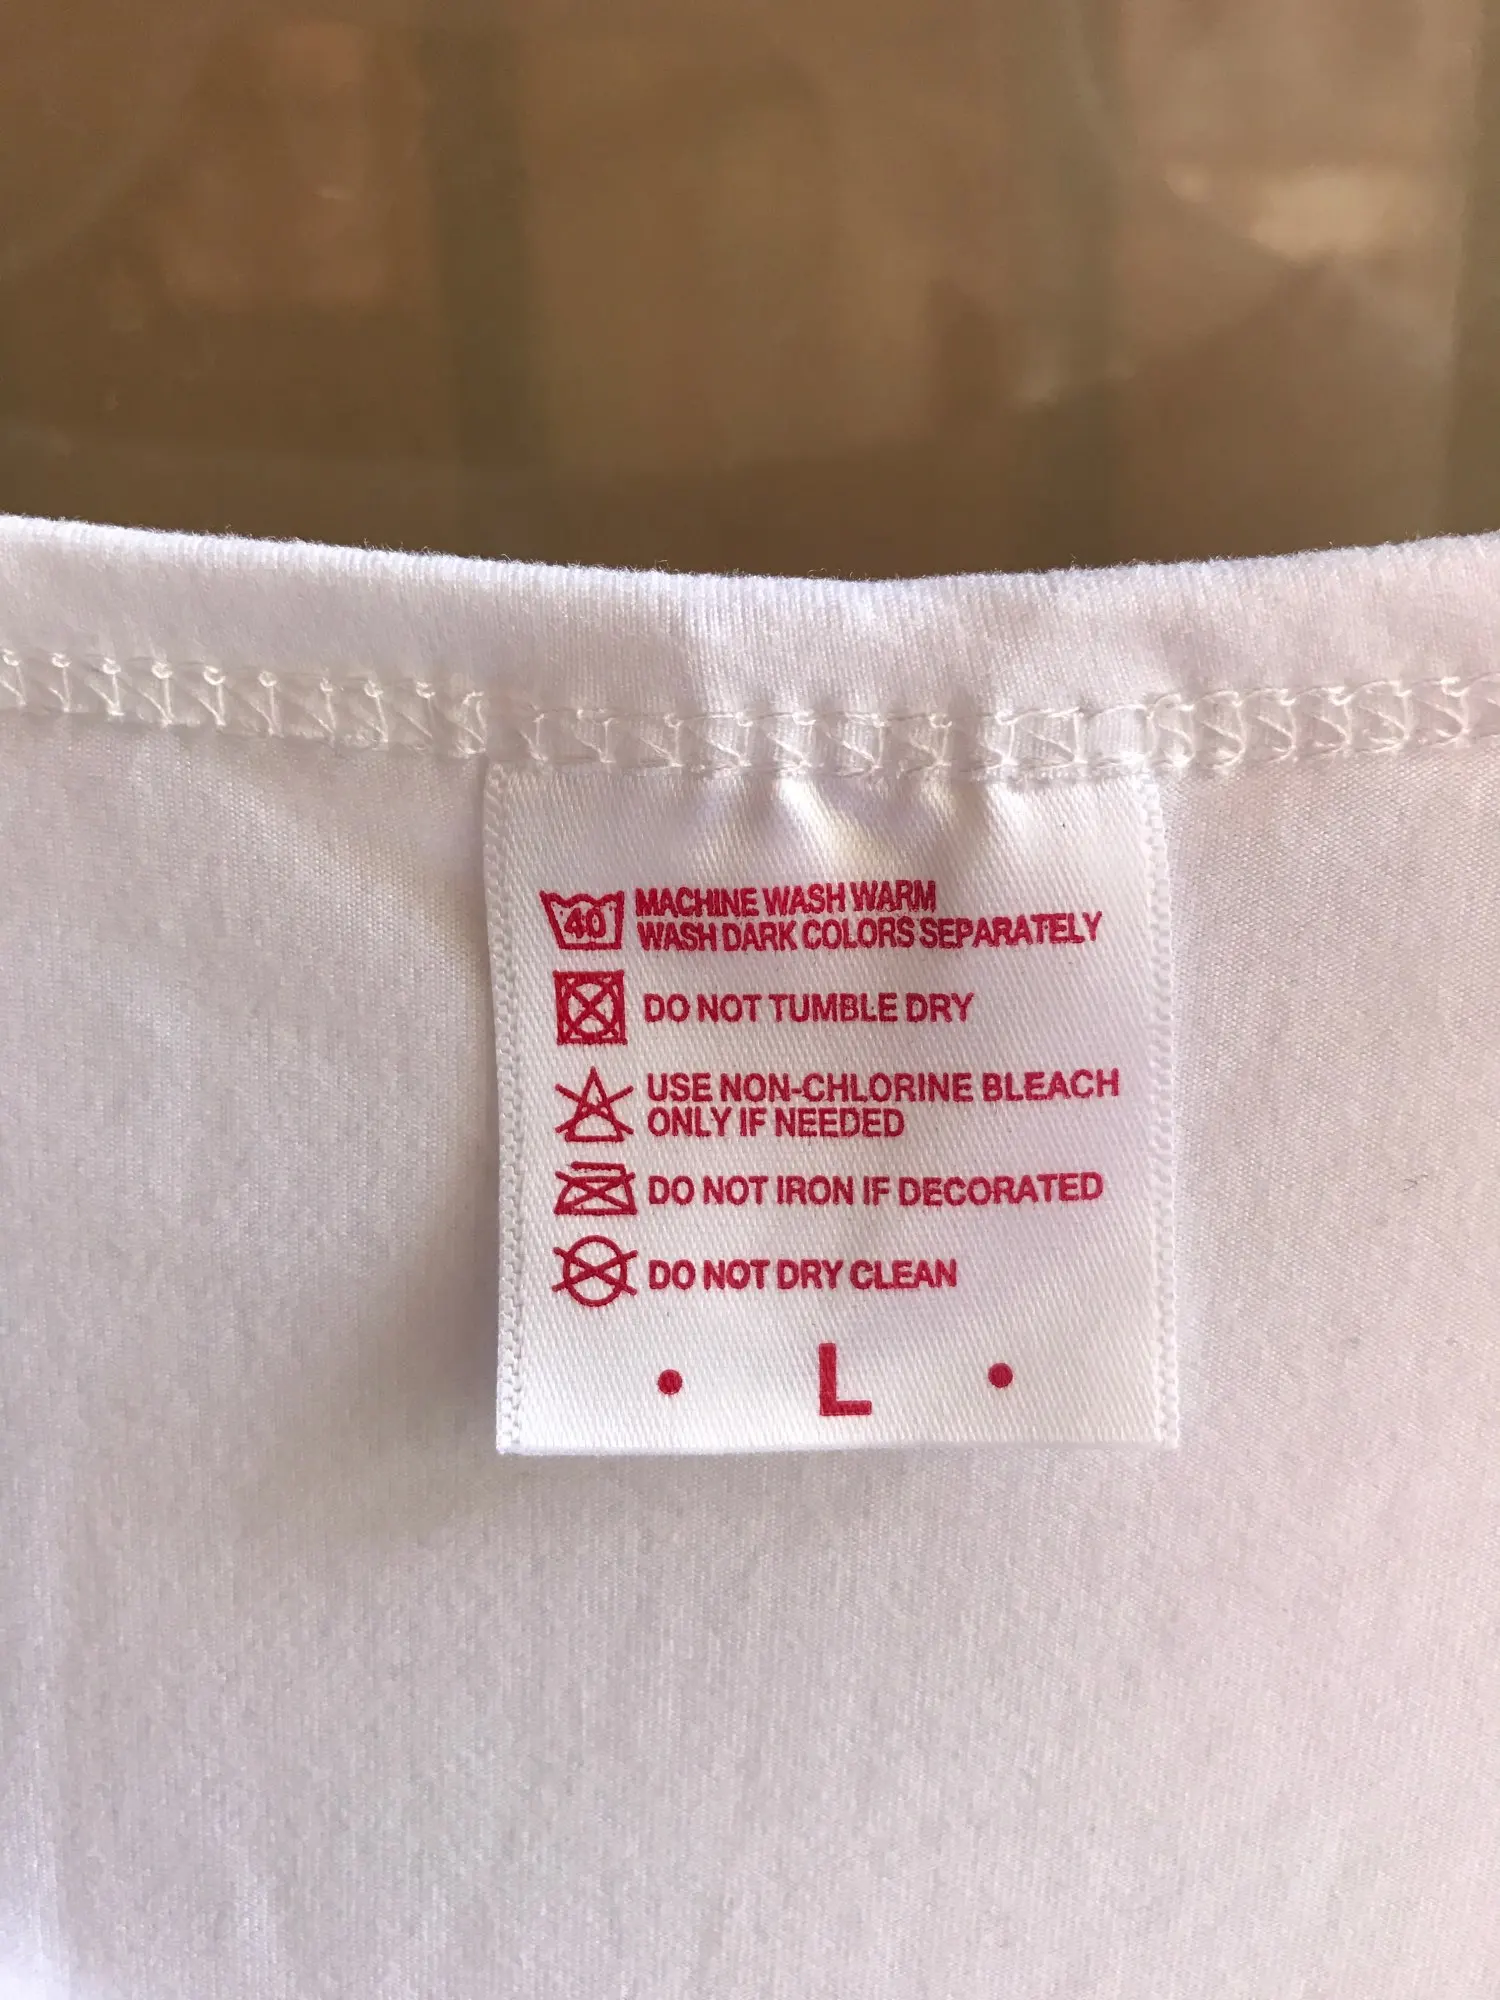 40 MACHINE WASH WARM
WASH DARK COLORS SEPARATELY
DO NOT TUMBLE DRY
USE NON-CHLORINE BLEACH
ONLY IF NEEDED
DO NOT IRON IF DECORATED
DO NOT DRY CLEAN
• L •